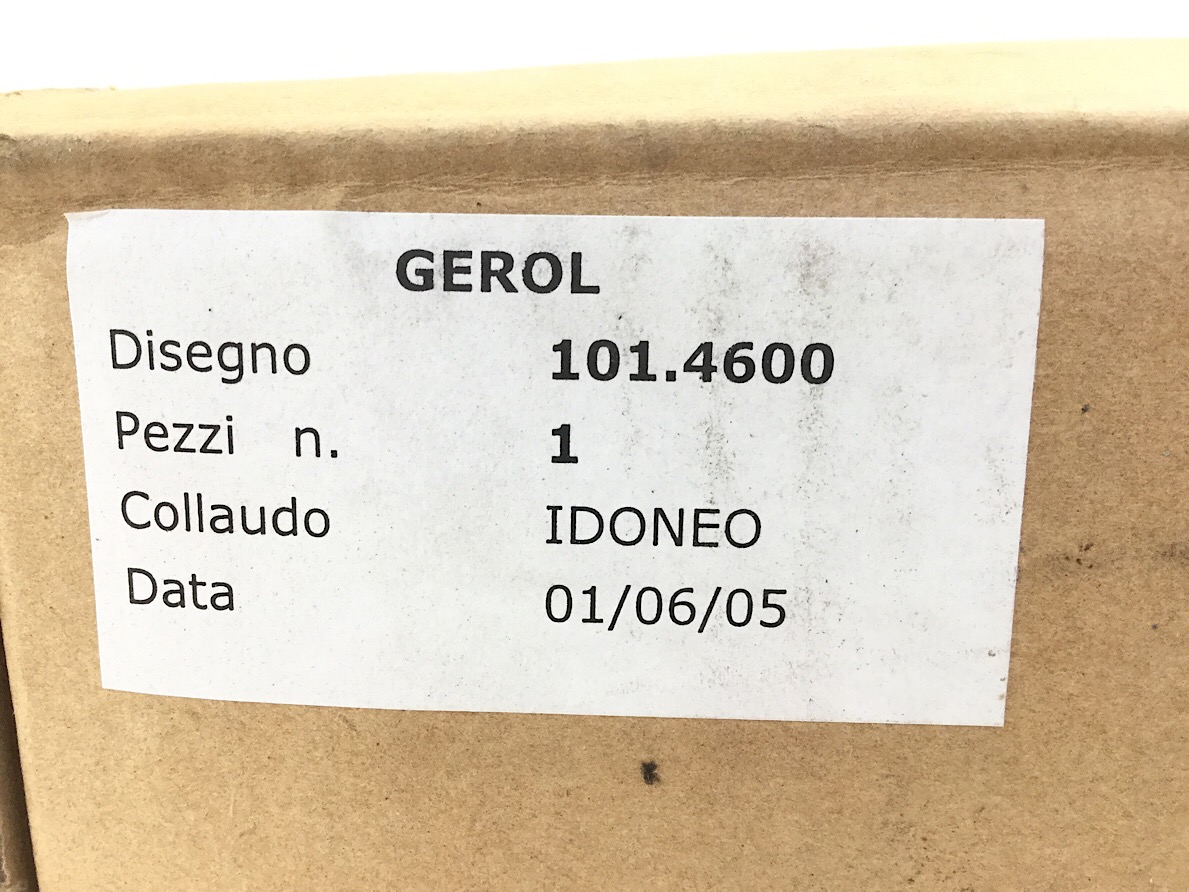 GEROL
Disegno 101.4600
Pezzi n. 1
Collaudo IDONEO
Data 01/06/05